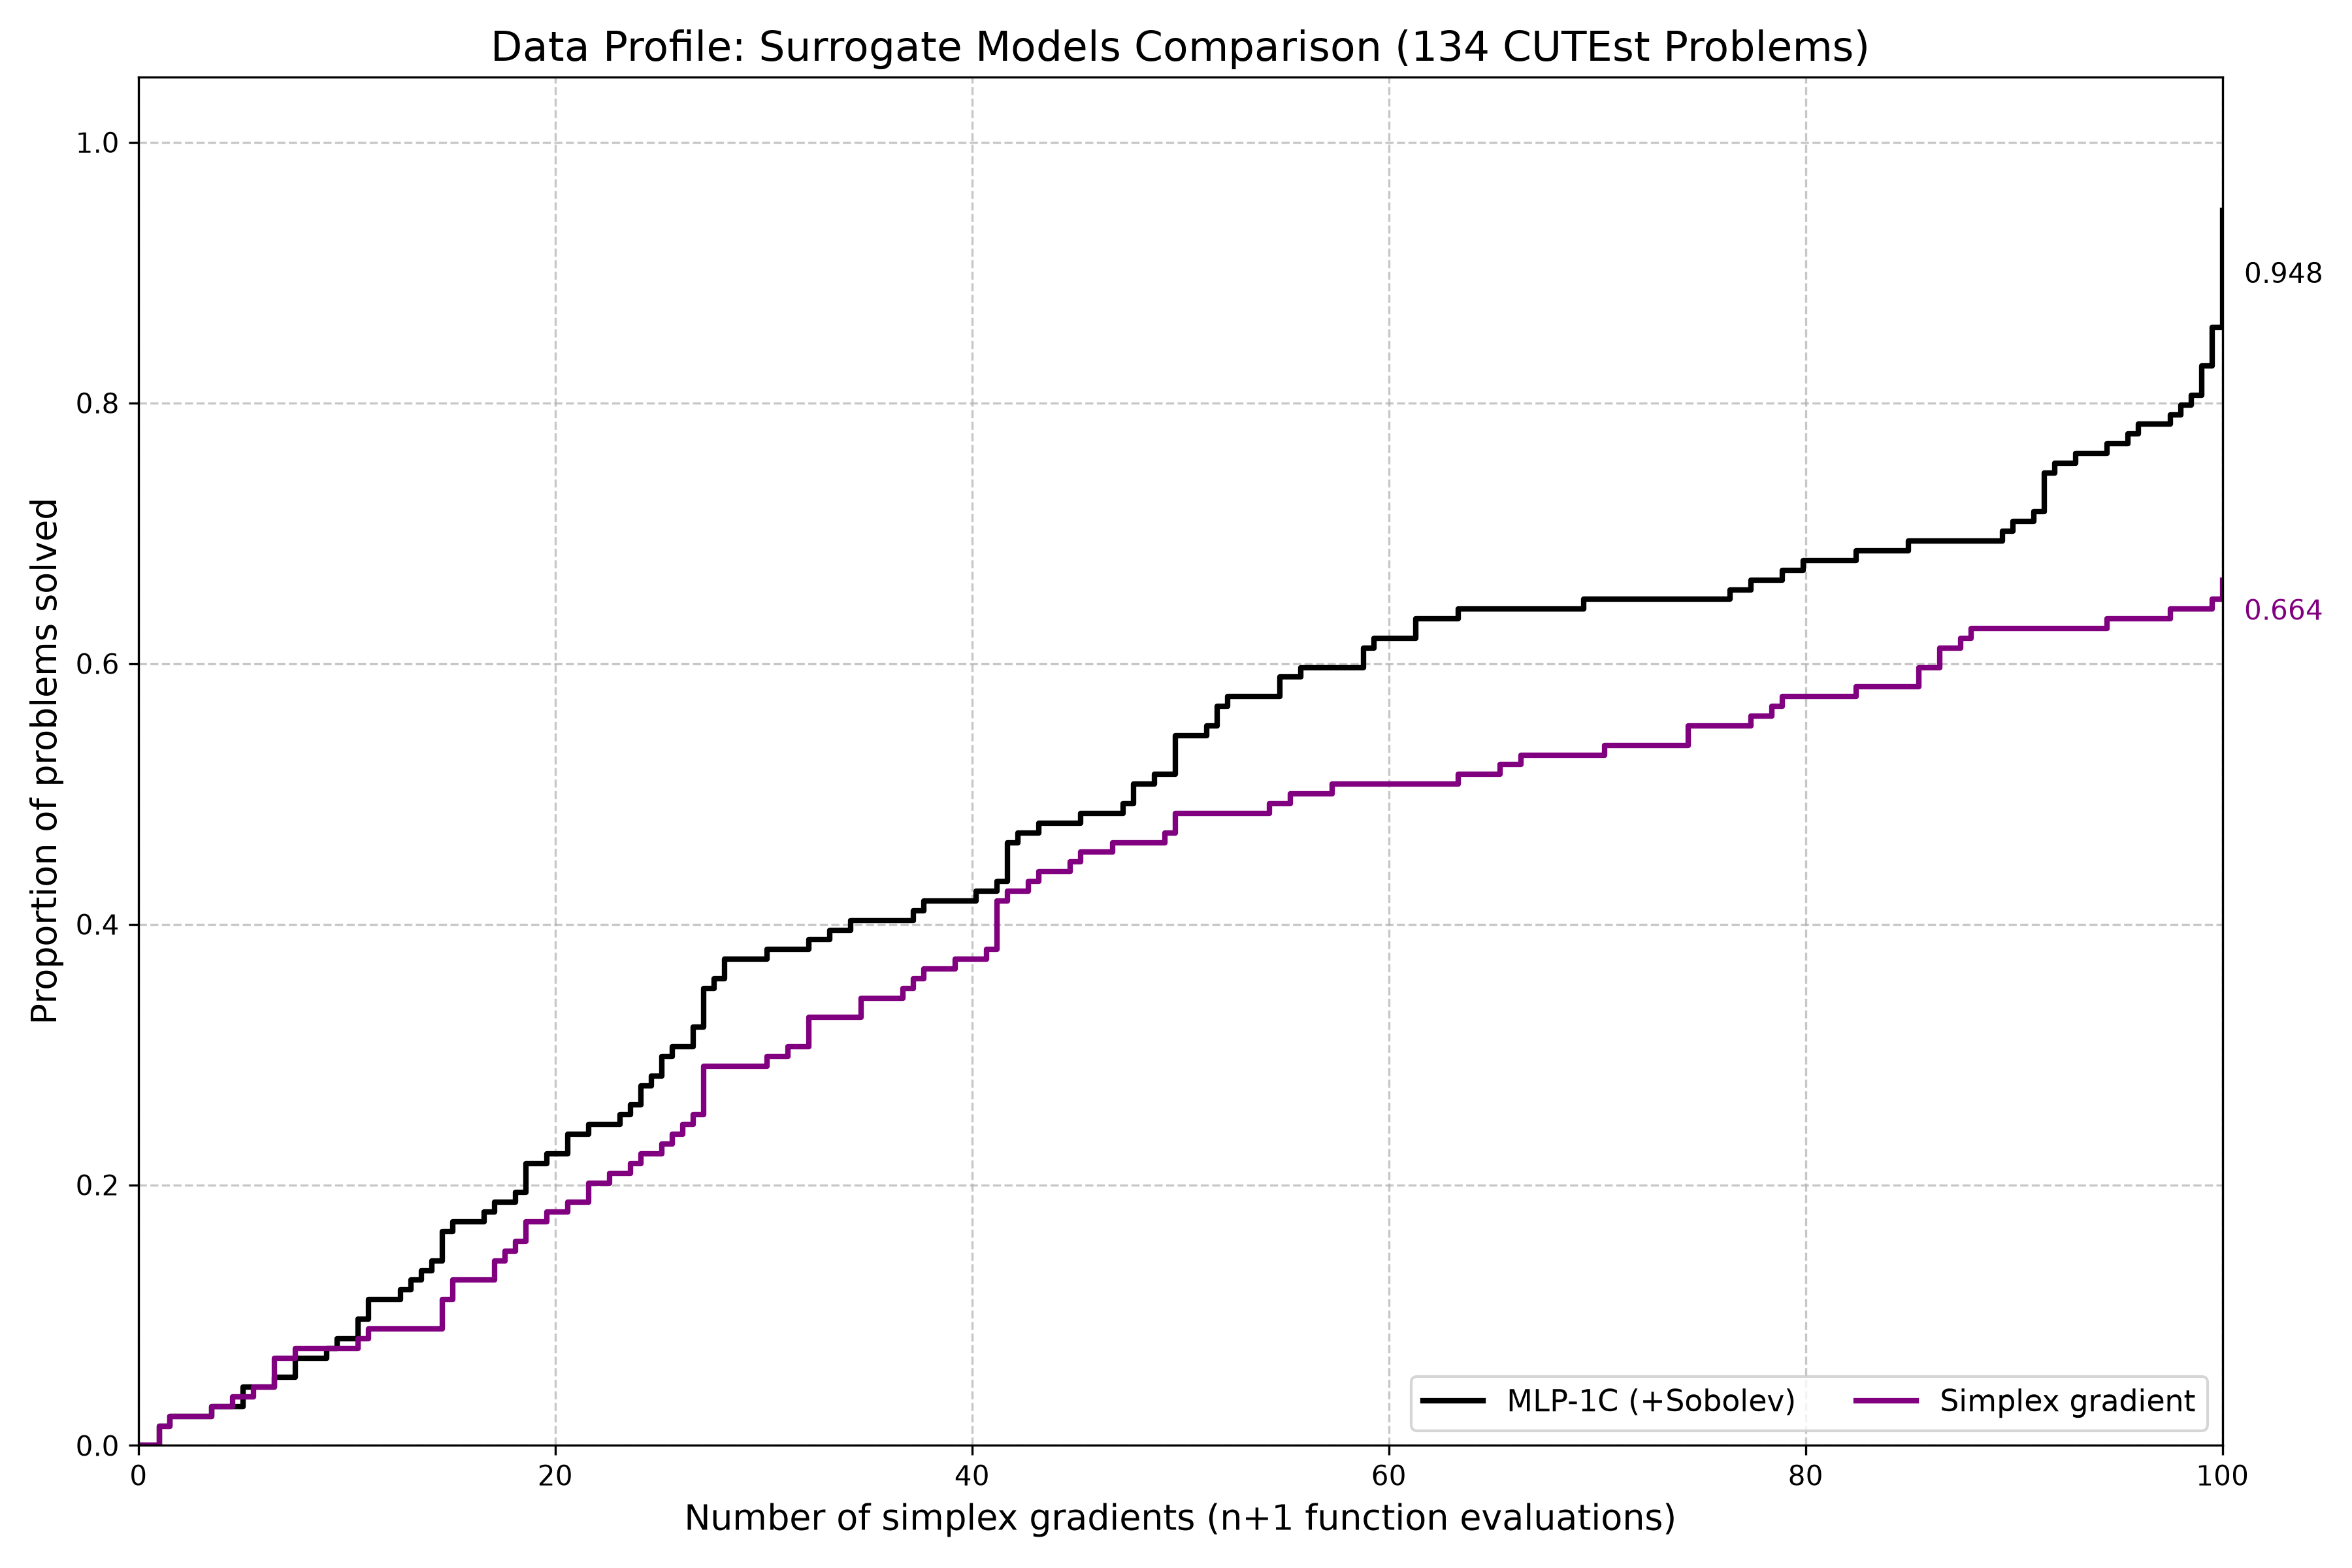 Data Profile: Surrogate Models Comparison (134 CUTEst Problems)
Proportion of problems solved
1.0
0.8
0.6
0.4
0.2
0.0
0.948
0.664
MLP-1C (+Sobolev) Simplex gradient
0 20 40 60 80 100
Number of simplex gradients (n+1 function evaluations)